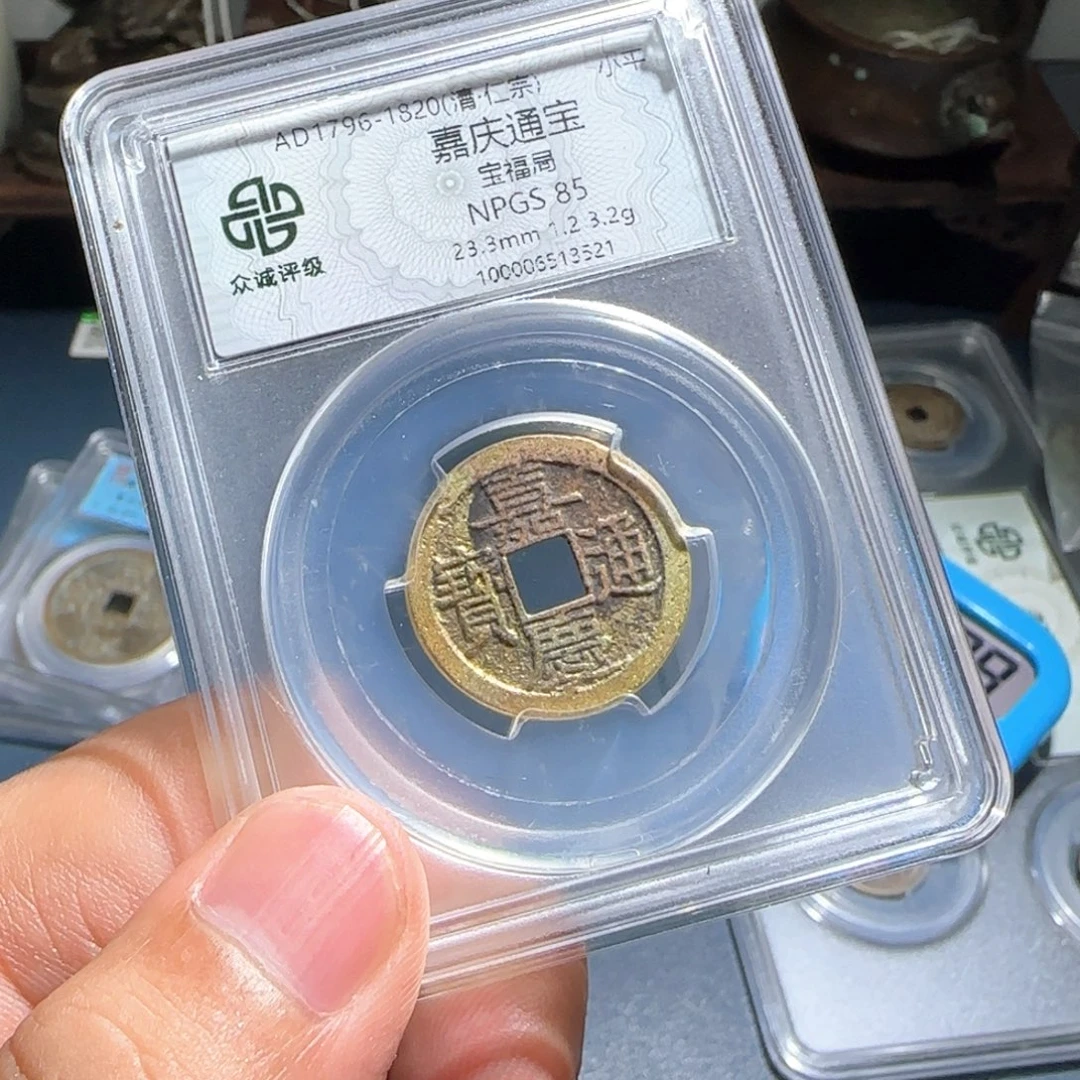 AD1796-1820(清·仁宗) 小平
嘉庆通宝
宝福局
NPGS 85
23.3mm 1.2 3.2g
100006513521
众诚评级
嘉慶通寶